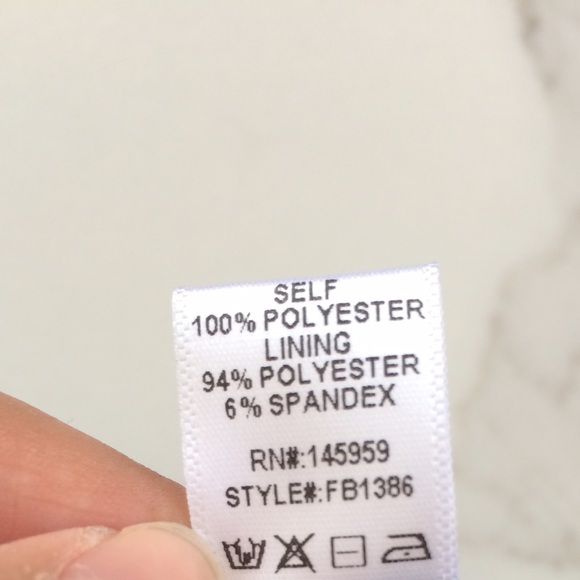 SELF
100% POLYESTER
LINING
94% POLYESTER
6% SPANDEX
RN#:145959
STYLE#:FB1386